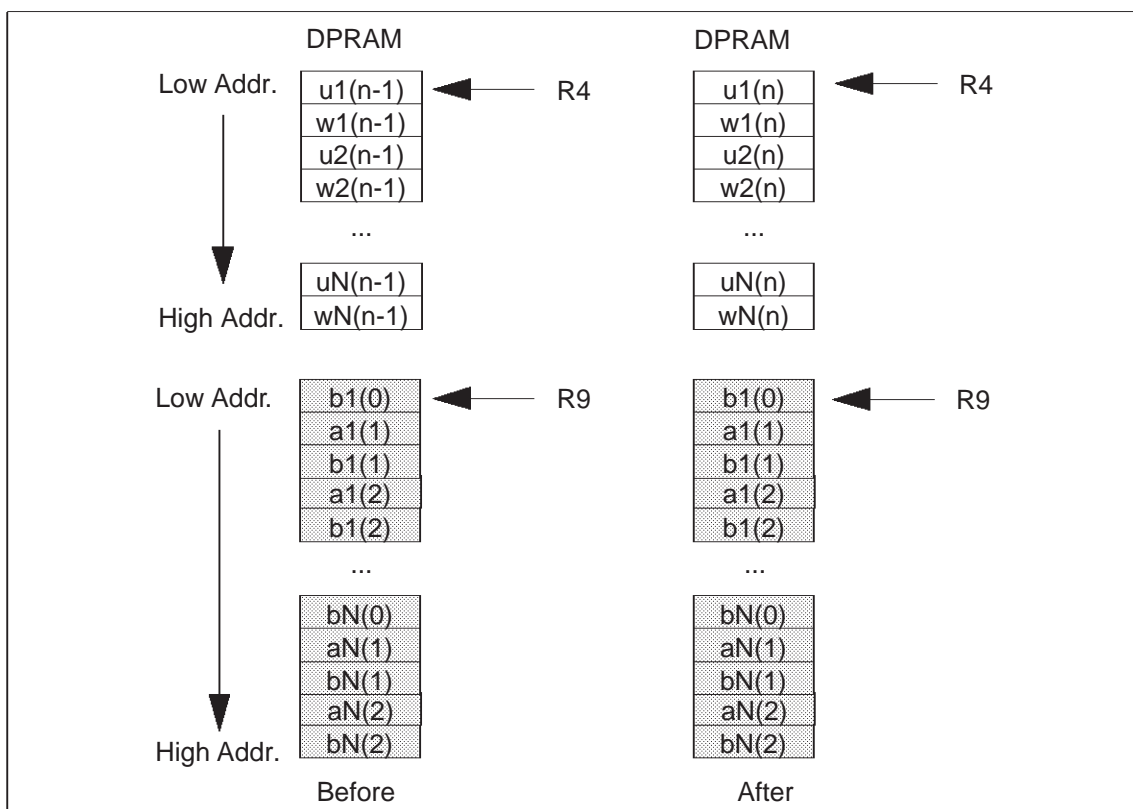 DPRAM DPRAM
Low Addr. u1(n-1) R4 u1(n) R4
w1(n-1) w1(n)
u2(n-1) u2(n)
w2(n-1) w2(n)
... ...
uN(n-1) uN(n)
High Addr. wN(n-1) wN(n)
Low Addr. b1(0) R9 b1(0) R9
a1(1) a1(1)
b1(1) b1(1)
a1(2) a1(2)
b1(2) b1(2)
... ...
bN(0) bN(0)
aN(1) aN(1)
bN(1) bN(1)
aN(2) aN(2)
High Addr. bN(2) bN(2)
Before After